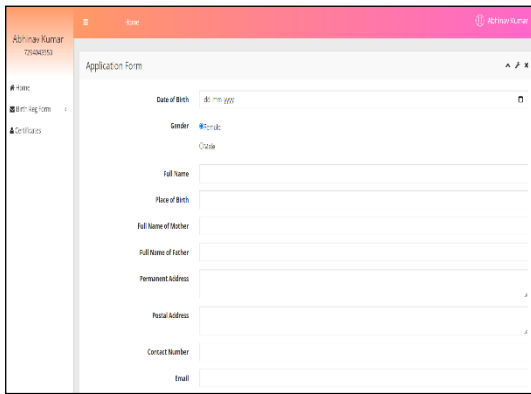 Abhinav Kumar
Home
Abhinav Kumar
Home
Birth Reg Form
Certificates
Application Form
Date of Birth
dd-mm-yyyy
Gender
Female
Male
Full Name
Place of Birth
Full Name of Mother
Full Name of Father
Permanent Address
Postal Address
Contact Number
Email